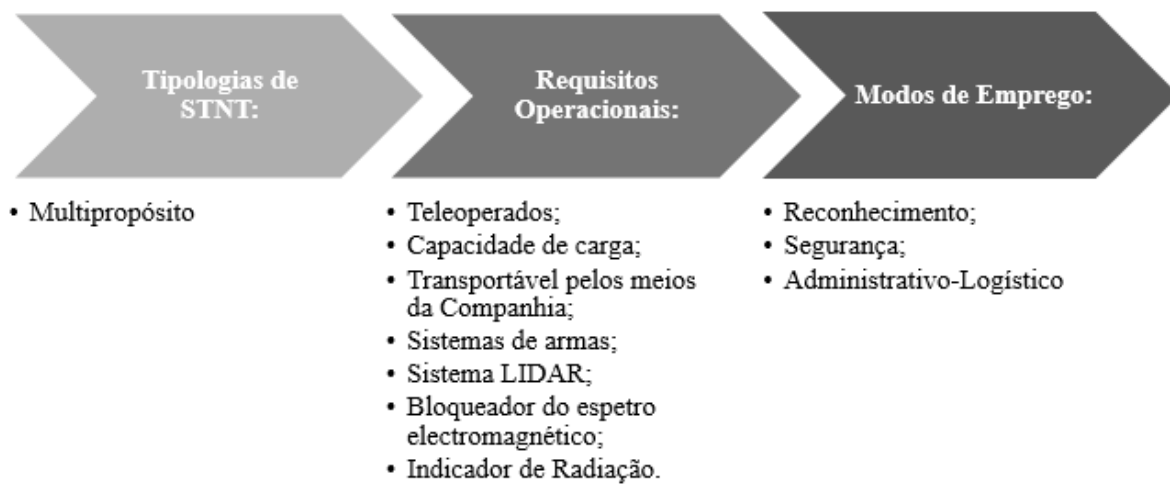 Tipologias de
STNT:
• Multipropósito
Requisitos
Operacionais:
• Teleoperados;
• Capacidade de carga;
• Transportável pelos meios
da Companhia;
• Sistemas de armas;
• Sistema LIDAR;
• Bloqueador do espetro
electromagnético;
• Indicador de Radiação.
Modos de Emprego:
• Reconhecimento;
• Segurança;
• Administrativo-Logístico